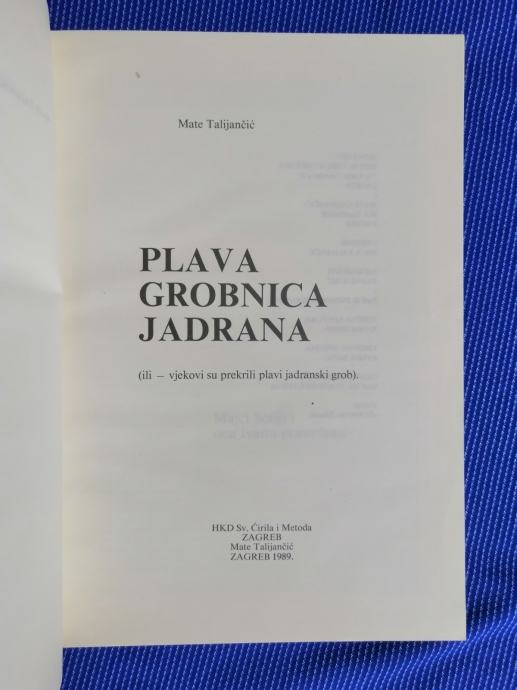 Mate Talijančić
PLAVA
GROBNICA
JADRANA
(ili — vjekovi su prekrili plavi jadranski grob).
HKD Sv. Ćirila i Metoda
ZAGREB
Mate Talijančić
ZAGREB 1989.